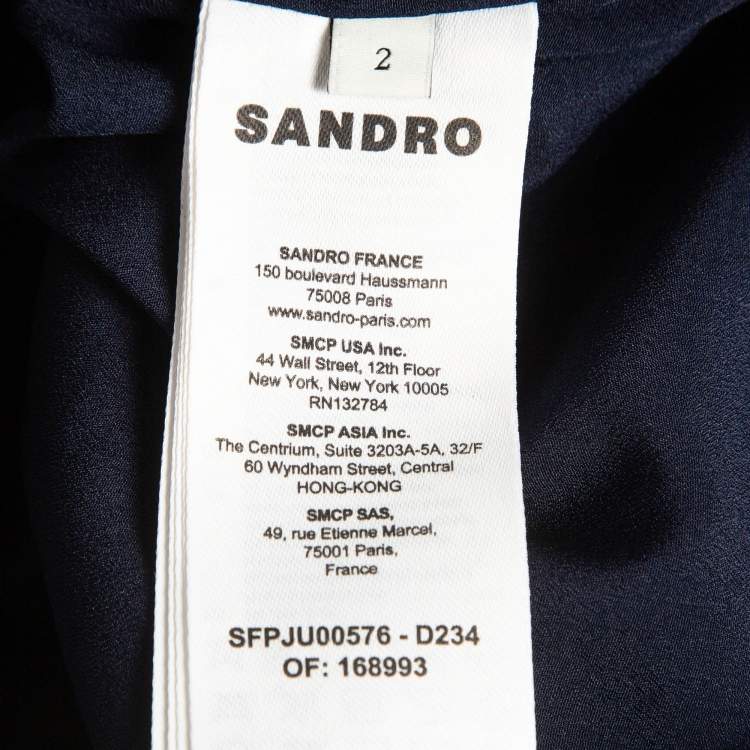 2
SANDRO
SANDRO FRANCE
150 boulevard Haussmann
75008 Paris
www.sandro-paris.com
SMCP USA Inc.
44 Wall Street, 12th Floor
New York, New York 10005
RN132784
SMCP ASIA Inc.
The Centrium, Suite 3203A-5A, 32/F
60 Wyndham Street, Central
HONG-KONG
SMCP SAS,
49, rue Etienne Marcel,
75001 Paris,
France
SFPJU00576 - D234
OF: 168993